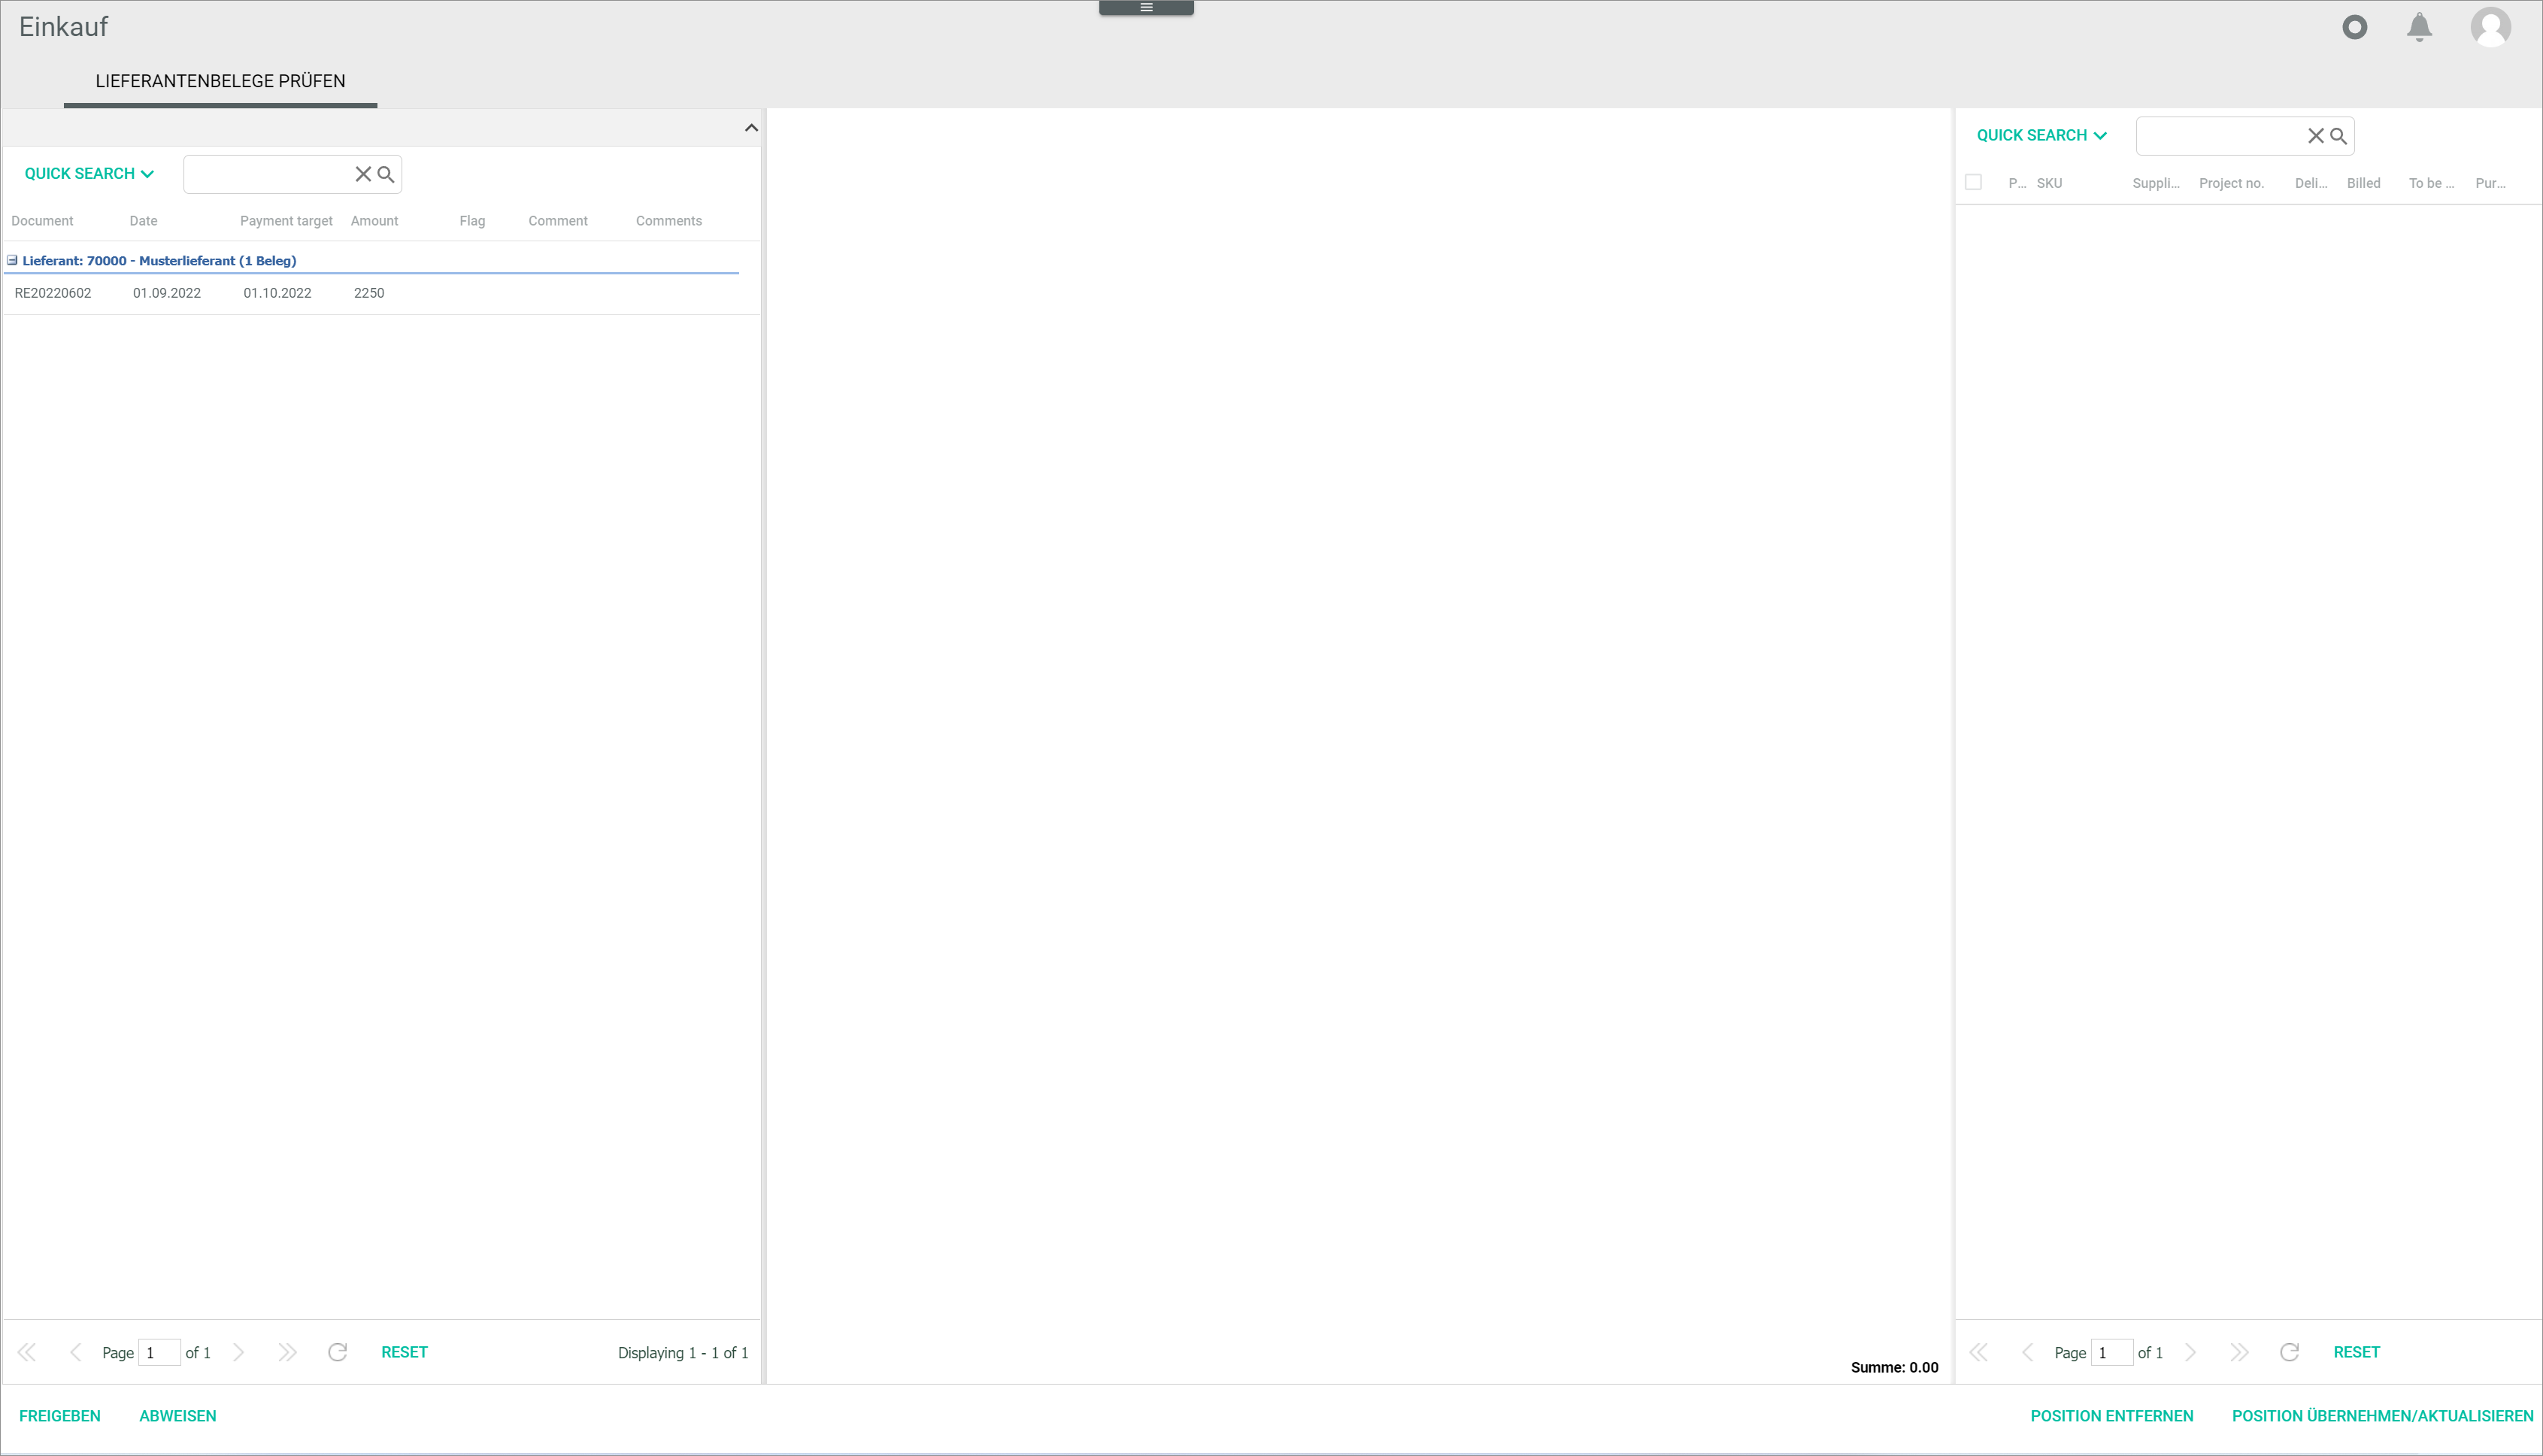 Einkauf
LIEFERANTENBELEGE PRÜFEN
QUICK SEARCH
Document Date Payment target Amount Flag Comment Comments
Lieferant: 70000 - Musterlieferant (1 Beleg)
RE20220602 01.09.2022 01.10.2022 2250
Page 1 of 1 RESET Displaying 1 - 1 of 1
Summe: 0.00
QUICK SEARCH
P... SKU Suppli... Project no. Deli... Billed To be ... Pur...
Page 1 of 1 RESET
FREIGEBEN ABWEISEN POSITION ENTFERNEN POSITION ÜBERNEHMEN/AKTUALISIEREN